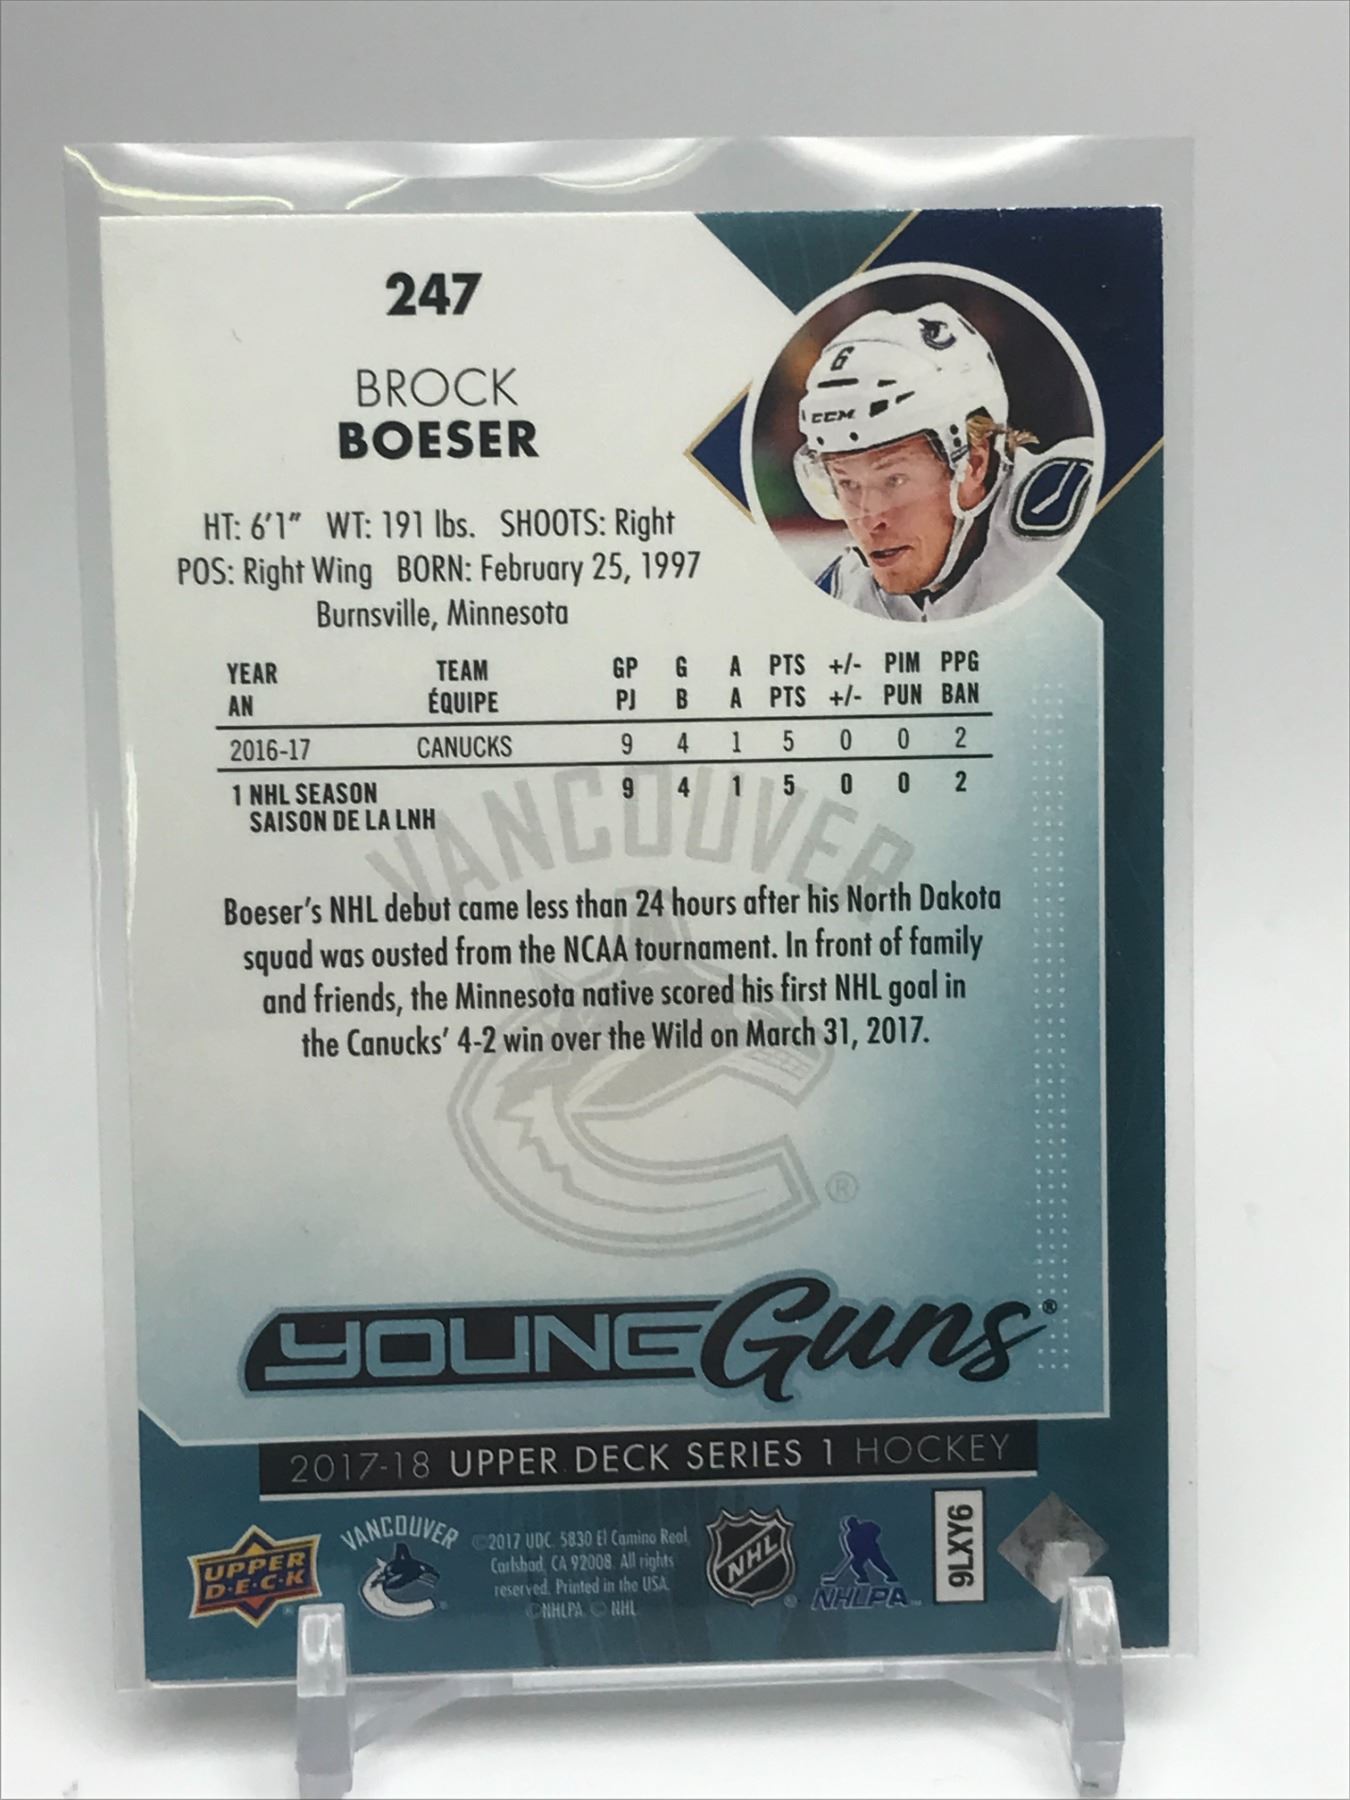 247
BROCK
BOESER
HT: 6'1" WT: 191 lbs. SHOOTS: Right
POS: Right Wing BORN: February 25, 1997
Burnsville, Minnesota
6
CCM
YEAR TEAM GP G A PTS +/- PIM PPG
AN ÉQUIPE PJ B A PTS +/- PUN BAN
2016-17 CANUCKS 9 4 1 5 0 0 2
1 NHL SEASON 9 4 1 5 0 0 2
SAISON DE LA LNH
VANCOUVER
Boeser's NHL debut came less than 24 hours after his North Dakota
squad was ousted from the NCAA tournament. In front of family
and friends, the Minnesota native scored his first NHL goal in
the Canucks' 4-2 win over the Wild on March 31, 2017.
®
YOUNG Guns®
2017-18 UPPER DECK SERIES 1 HOCKEY
UPPER
D·E·C·K
VANCOUVER
©2017 UDC. 5830 El Camino Real,
Carlsbad, CA 92008. All rights
reserved. Printed in the USA.
©NHLPA © NHL
NHL
NHLPA
9LXY6